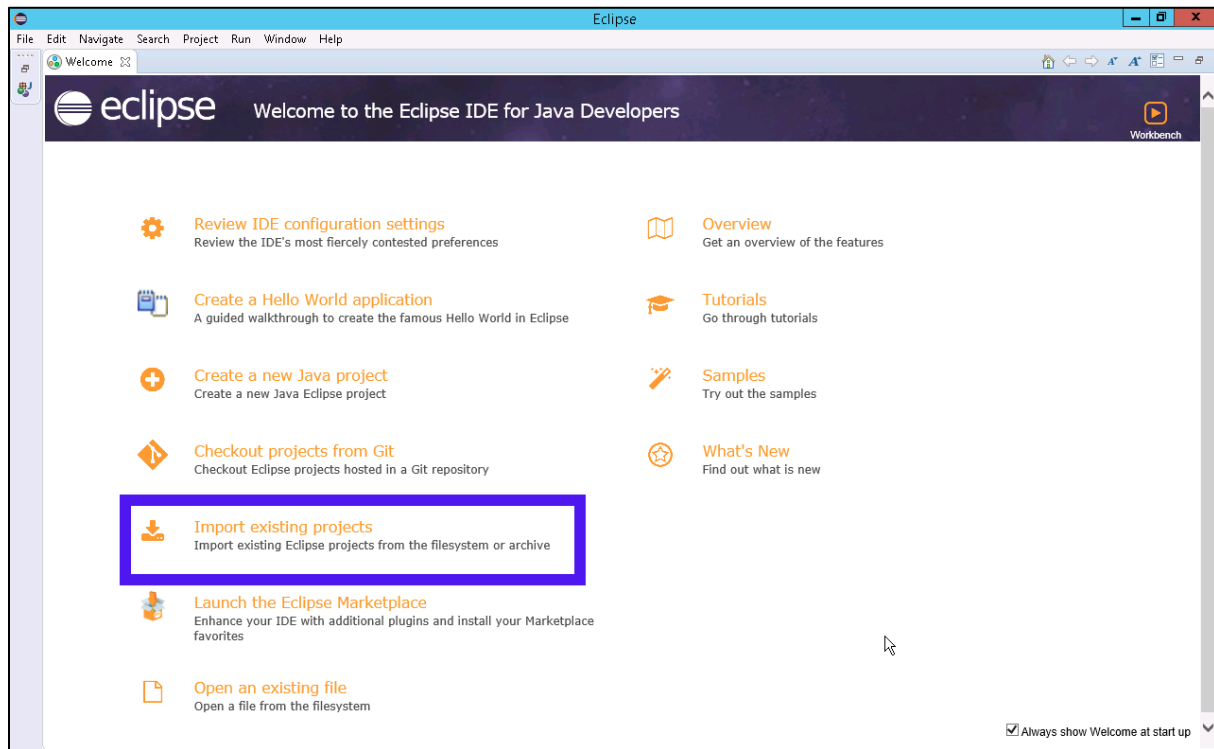 Eclipse
File Edit Navigate Search Project Run Window Help
Welcome
eclipse Welcome to the Eclipse IDE for Java Developers
Workbench
Review IDE configuration settings
Review the IDE's most fiercely contested preferences
Overview
Get an overview of the features
Create a Hello World application
A guided walkthrough to create the famous Hello World in Eclipse
Tutorials
Go through tutorials
Create a new Java project
Create a new Java Eclipse project
Samples
Try out the samples
Checkout projects from Git
Checkout Eclipse projects hosted in a Git repository
What's New
Find out what is new
Import existing projects
Import existing Eclipse projects from the filesystem or archive
Launch the Eclipse Marketplace
Enhance your IDE with additional plugins and install your Marketplace
favorites
Open an existing file
Open a file from the filesystem
Always show Welcome at start up